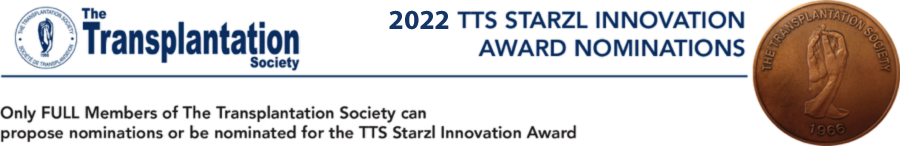 THE TRANSPLANTATION SOCIETY
SOCIÉTÉ DE TRANSPLANTATION
1966
The
Transplantation
Society
2022 TTS STARZL INNOVATION
AWARD NOMINATIONS
THE TRANSPLANTATION SOCIETY
1966
Only FULL Members of The Transplantation Society can
propose nominations or be nominated for the TTS Starzl Innovation Award